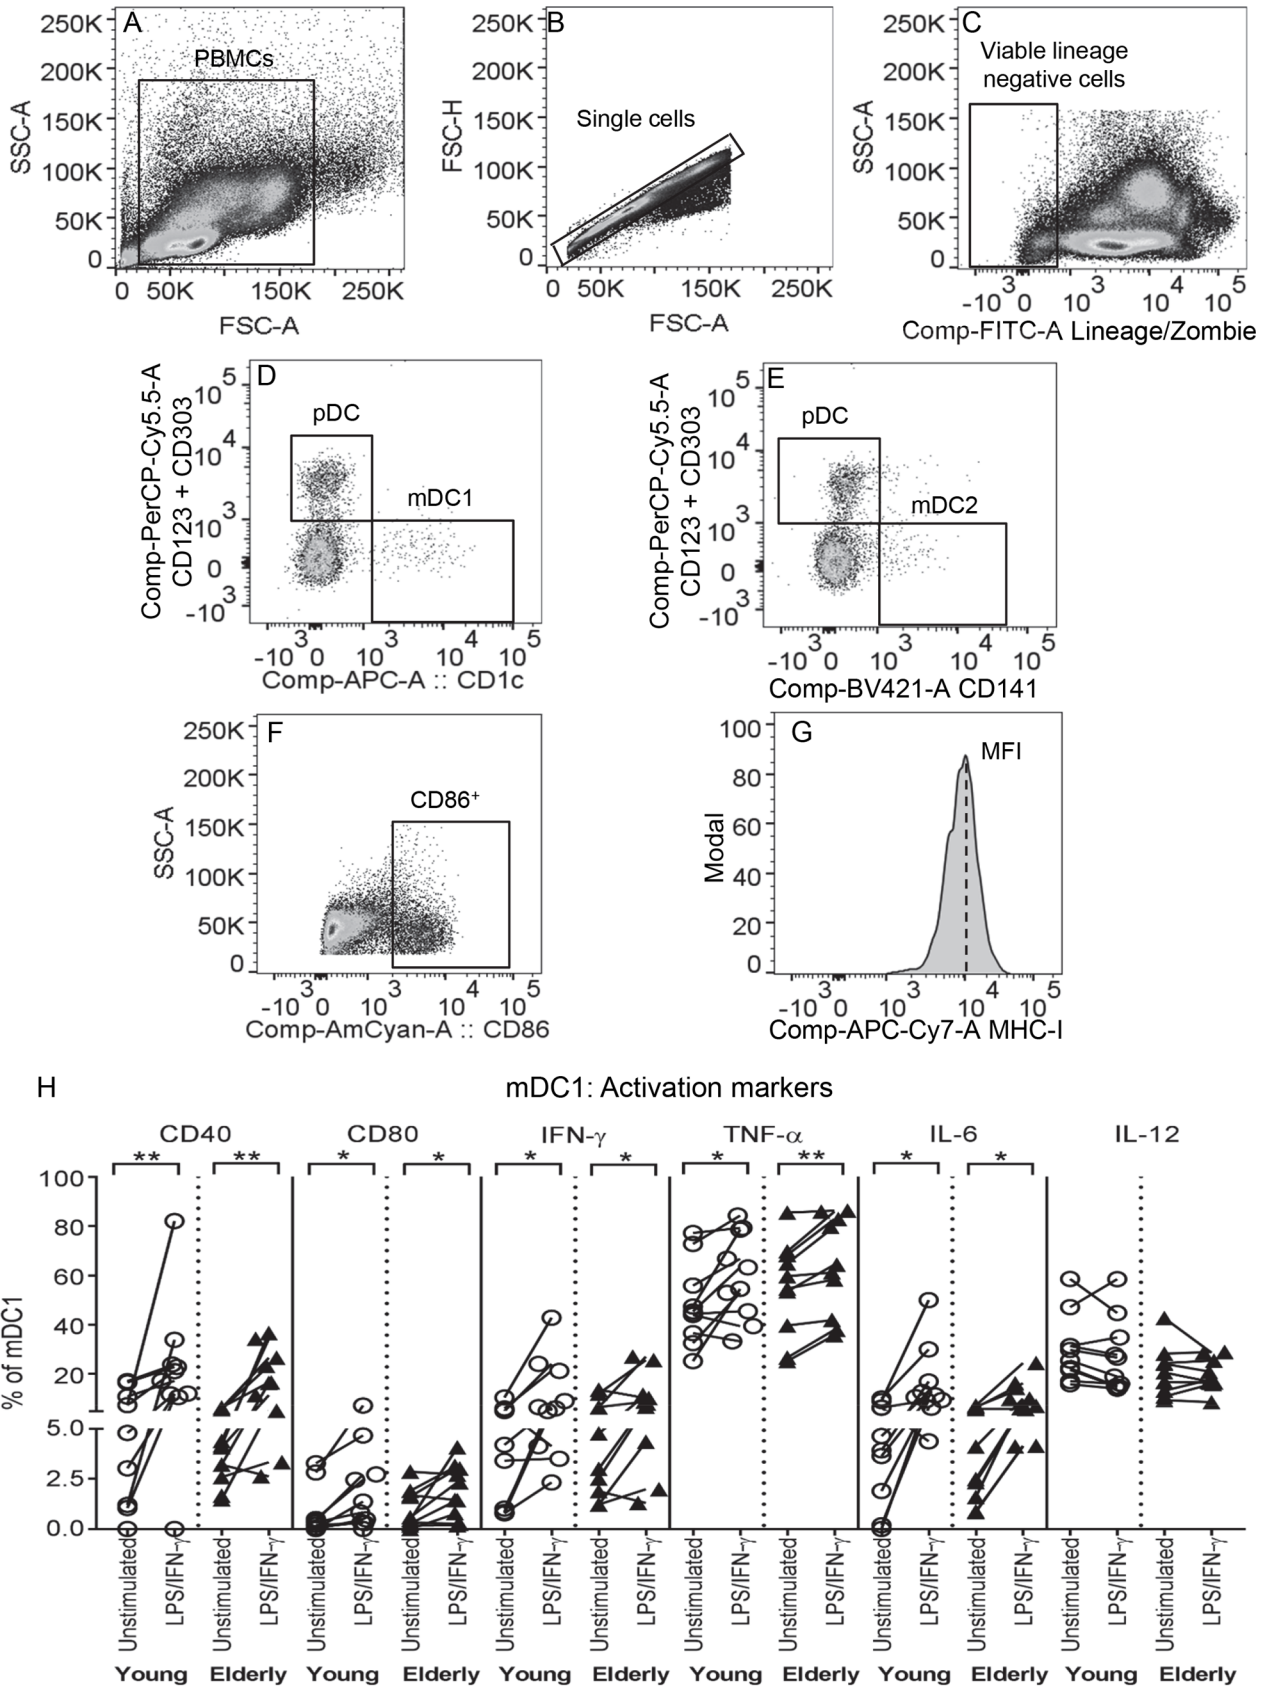 A
PBMCs
250K
200K
150K
100K
50K
0
SSC-A
0 50K 150K 250K
FSC-A
B
Single cells
250K
200K
150K
100K
50K
0
FSC-H
0 50K 150K 250K
FSC-A
C
Viable lineage
negative cells
250K
200K
150K
100K
50K
0
SSC-A
-10³ 0 10³ 10⁴ 10⁵
Comp-FITC-A Lineage/Zombie
D
pDC
mDC1
10⁵
10⁴
10³
0
-10³
Comp-PerCP-Cy5.5-A
CD123 + CD303
-10³ 0 10³ 10⁴ 10⁵
Comp-APC-A :: CD1c
E
pDC
mDC2
10⁵
10⁴
10³
0
-10³
Comp-PerCP-Cy5.5-A
CD123 + CD303
-10³ 0 10³ 10⁴ 10⁵
Comp-BV421-A CD141
F
CD86⁺
250K
200K
150K
100K
50K
0
SSC-A
-10³ 0 10³ 10⁴ 10⁵
Comp-AmCyan-A :: CD86
G
MFI
100
80
60
40
20
0
Modal
-10³ 0 10³ 10⁴ 10⁵
Comp-APC-Cy7-A MHC-I
H
mDC1: Activation markers
CD40 CD80 IFN-γ TNF-α IL-6 IL-12
** ** * * * * * ** * *
100
80
60
40
20
5.0
2.5
0.0
% of mDC1
Unstimulated LPS/IFN-γ Unstimulated LPS/IFN-γ Unstimulated LPS/IFN-γ Unstimulated LPS/IFN-γ Unstimulated LPS/IFN-γ Unstimulated LPS/IFN-γ Unstimulated LPS/IFN-γ Unstimulated LPS/IFN-γ Unstimulated LPS/IFN-γ Unstimulated LPS/IFN-γ Unstimulated LPS/IFN-γ Unstimulated LPS/IFN-γ
Young Elderly Young Elderly Young Elderly Young Elderly Young Elderly Young Elderly